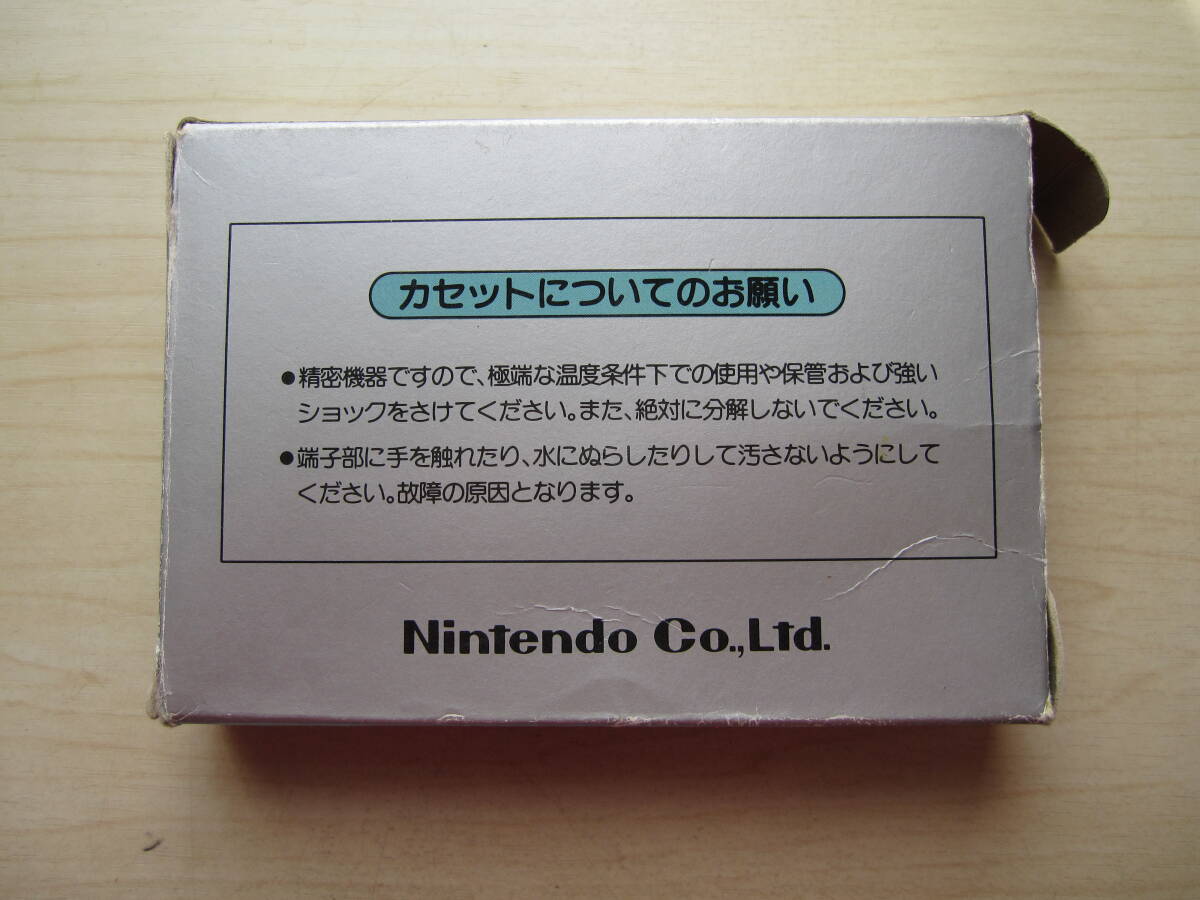 カセットについてのお願い
●精密機器ですので、極端な温度条件下での使用や保管および強い
ショックをさけてください。また、絶対に分解しないでください。
●端子部に手を触れたり、水にぬらしたりして汚さないようにして
ください。故障の原因となります。
Nintendo Co.,Ltd.